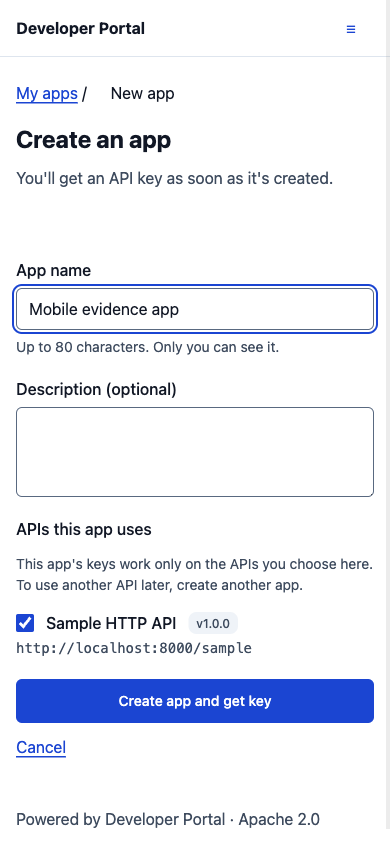 Developer Portal ≡
My apps / New app
Create an app
You'll get an API key as soon as it's created.
App name
Mobile evidence app
Up to 80 characters. Only you can see it.
Description (optional)
APIs this app uses
This app's keys work only on the APIs you choose here.
To use another API later, create another app.
Sample HTTP API v1.0.0
http://localhost:8000/sample
Create app and get key
Cancel
Powered by Developer Portal · Apache 2.0